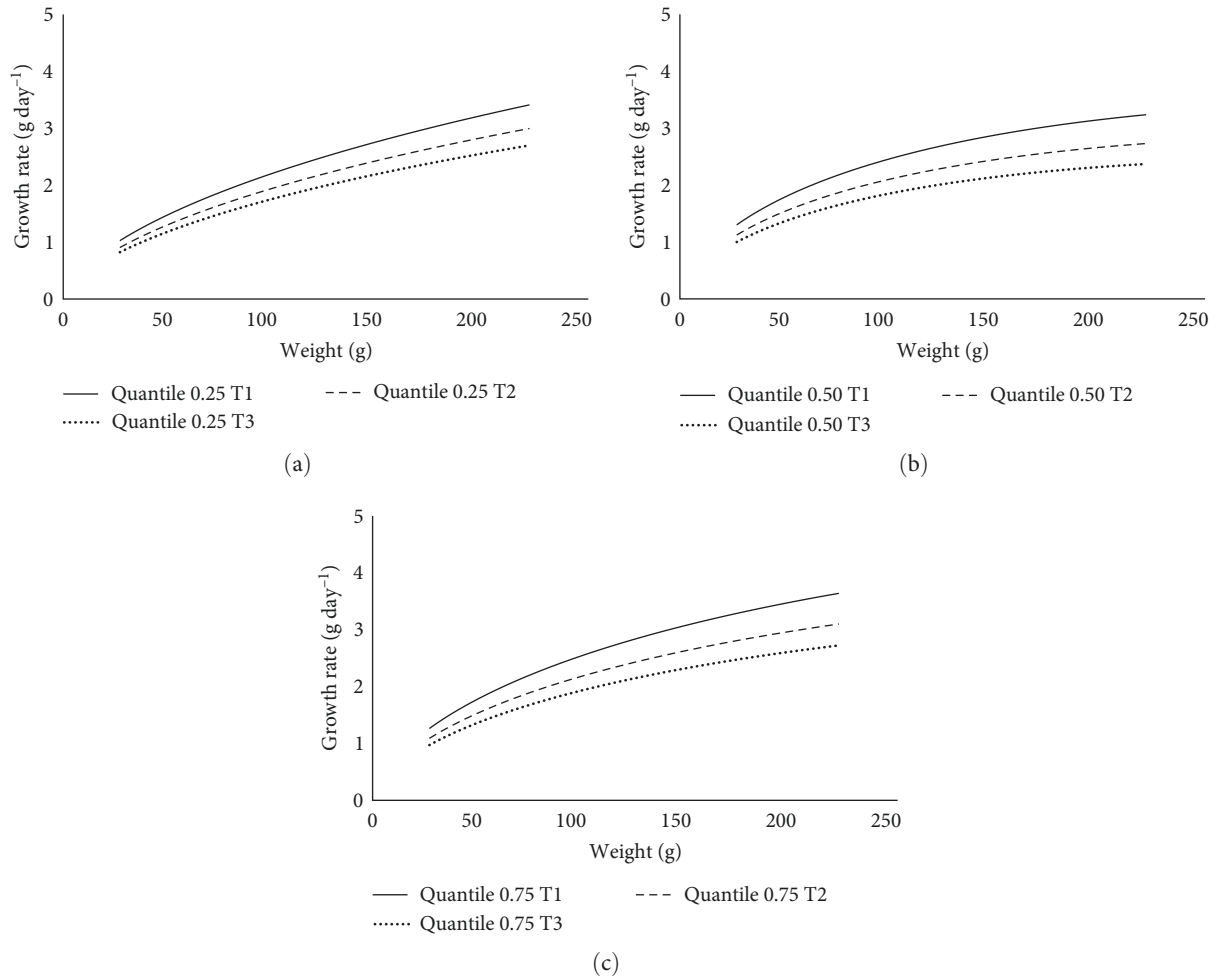 5
4
3
2
1
0
Growth rate (g day⁻¹)
0 50 100 150 200 250
Weight (g)
Quantile 0.25 T1 Quantile 0.25 T2
Quantile 0.25 T3
(a)
5
4
3
2
1
0
Growth rate (g day⁻¹)
0 50 100 150 200 250
Weight (g)
Quantile 0.50 T1 Quantile 0.50 T2
Quantile 0.50 T3
(b)
5
4
3
2
1
0
Growth rate (g day⁻¹)
0 50 100 150 200 250
Weight (g)
Quantile 0.75 T1 Quantile 0.75 T2
Quantile 0.75 T3
(c)